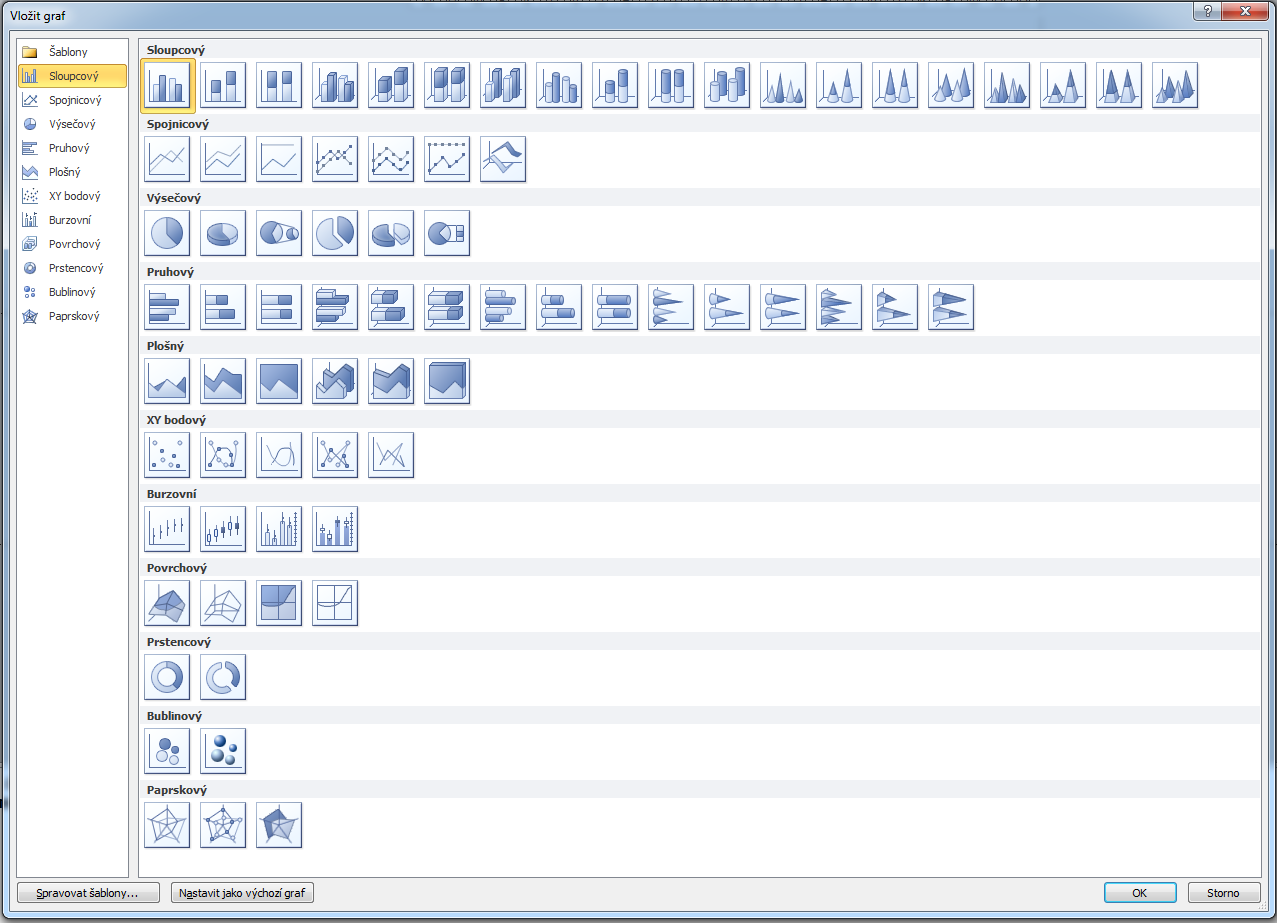 Vložit graf
Šablony
Sloupcový
Spojnicový
Výsečový
Pruhový
Plošný
XY bodový
Burzovní
Povrchový
Prstencový
Bublinový
Paprskový
Sloupcový
Spojnicový
Výsečový
Pruhový
Plošný
XY bodový
Burzovní
Povrchový
Prstencový
Bublinový
Paprskový
Spravovat šablony...
Nastavit jako výchozí graf
OK
Storno